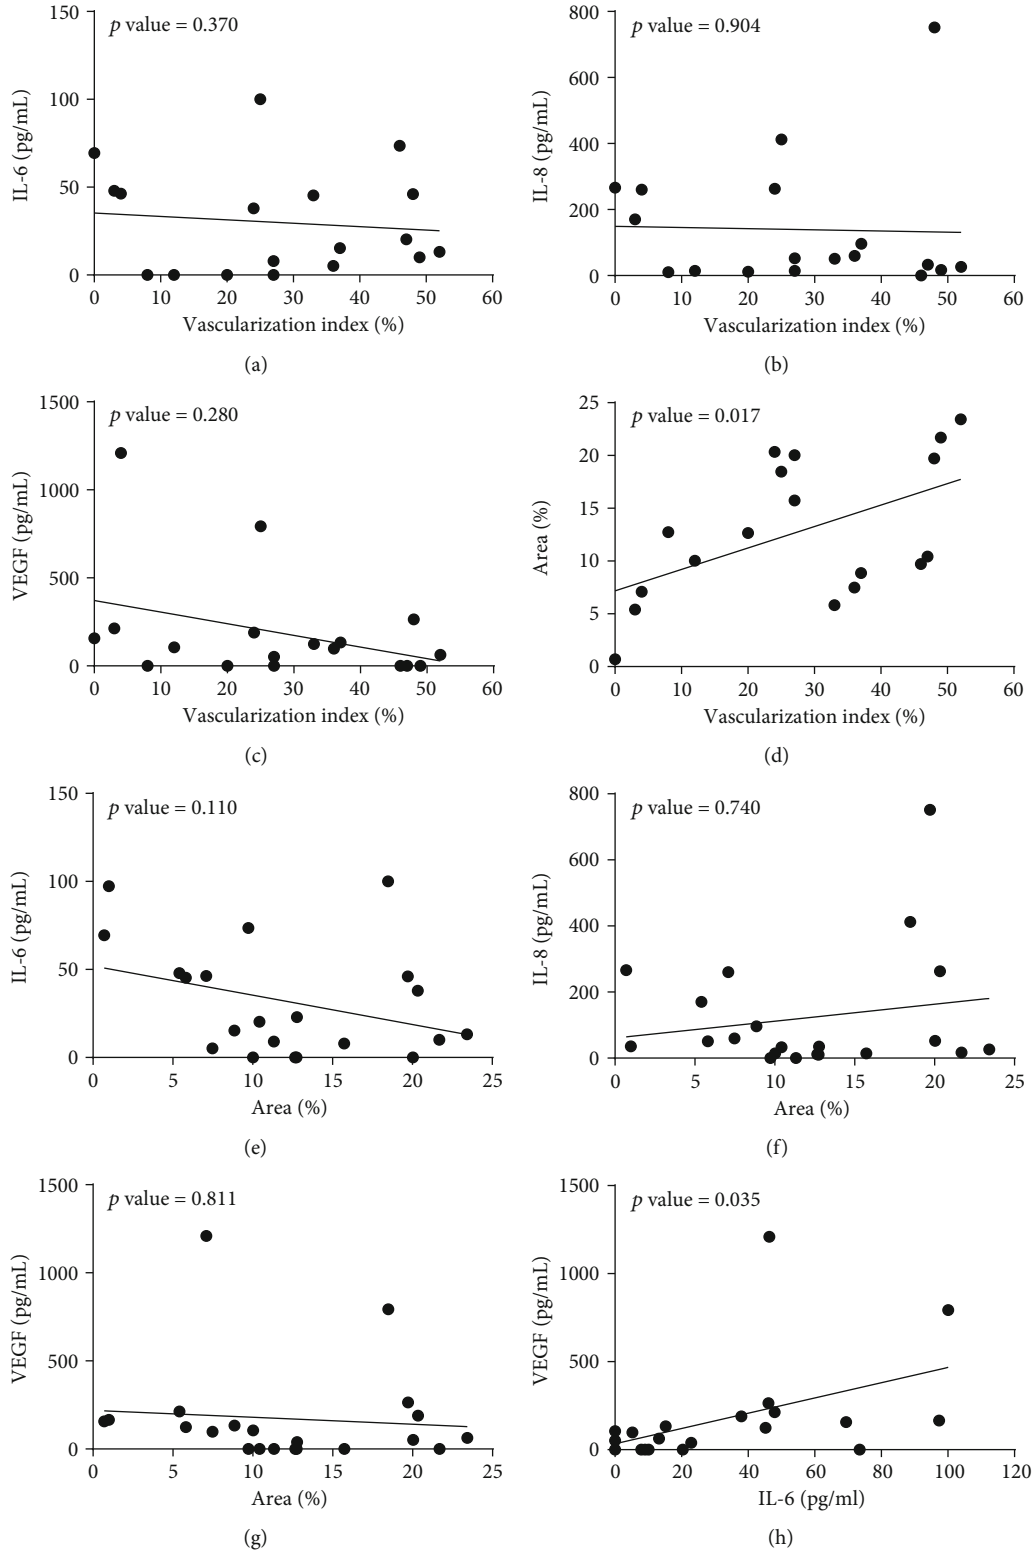 p value = 0.370
IL-6 (pg/mL)
150
100
50
0
0 10 20 30 40 50 60
Vascularization index (%)
(a)
p value = 0.904
IL-8 (pg/mL)
800
600
400
200
0
0 10 20 30 40 50 60
Vascularization index (%)
(b)
p value = 0.280
VEGF (pg/mL)
1500
1000
500
0
0 10 20 30 40 50 60
Vascularization index (%)
(c)
p value = 0.017
Area (%)
25
20
15
10
5
0
0 10 20 30 40 50 60
Vascularization index (%)
(d)
p value = 0.110
IL-6 (pg/mL)
150
100
50
0
0 5 10 15 20 25
Area (%)
(e)
p value = 0.740
IL-8 (pg/mL)
800
600
400
200
0
0 5 10 15 20 25
Area (%)
(f)
p value = 0.811
VEGF (pg/mL)
1500
1000
500
0
0 5 10 15 20 25
Area (%)
(g)
p value = 0.035
VEGF (pg/mL)
1500
1000
500
0
0 20 40 60 80 100 120
IL-6 (pg/ml)
(h)